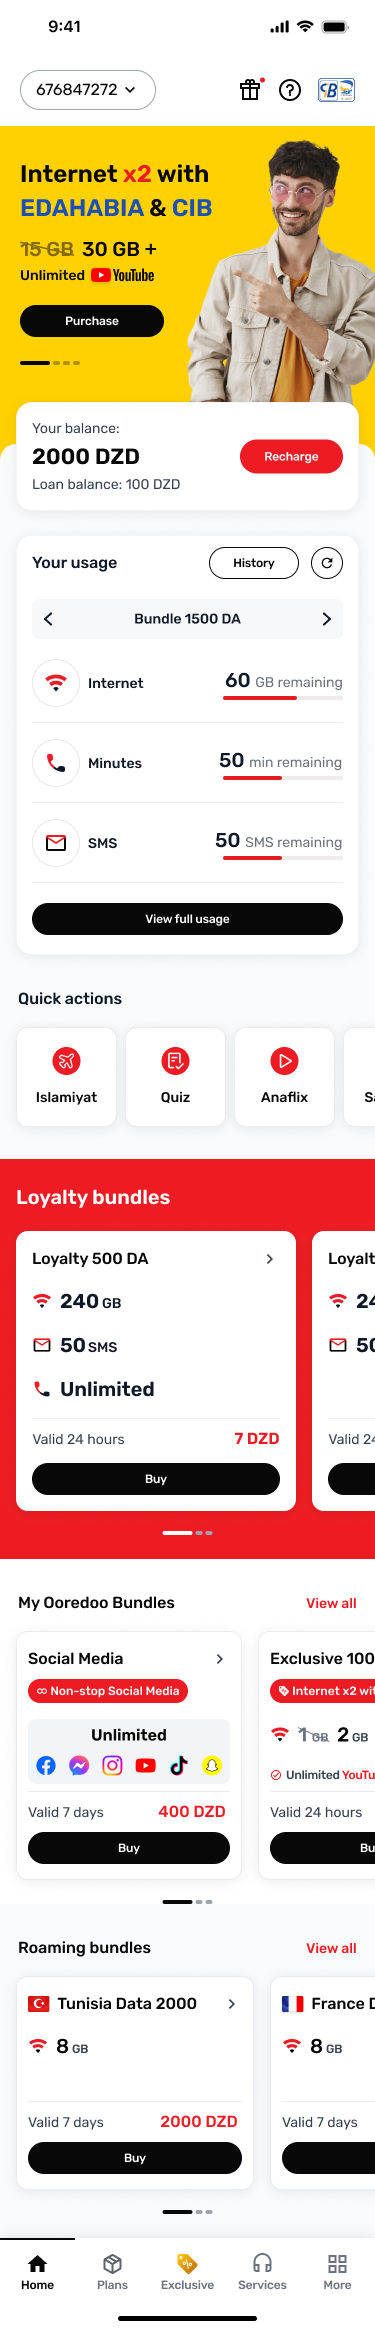 9:41
676847272
Internet x2 with
EDAHABIA & CIB
15 GB 30 GB +
Unlimited YouTube
Purchase
Your balance:
2000 DZD
Recharge
Loan balance: 100 DZD
Your usage
History
Bundle 1500 DA
Internet
60 GB remaining
Minutes
50 min remaining
SMS
50 SMS remaining
View full usage
Quick actions
Islamiyat
Quiz
Anaflix
Loyalty bundles
Loyalty 500 DA
240 GB
50 SMS
Unlimited
Valid 24 hours
7 DZD
Buy
My Ooredoo Bundles
View all
Social Media
Non-stop Social Media
Unlimited
Valid 7 days
400 DZD
Buy
Exclusive 100
Internet x2
1 GB 2 GB
Unlimited
Valid 24 hours
Roaming bundles
View all
Tunisia Data 2000
8 GB
Valid 7 days
2000 DZD
Buy
France
8 GB
Valid 7 days
Home
Plans
Exclusive
Services
More